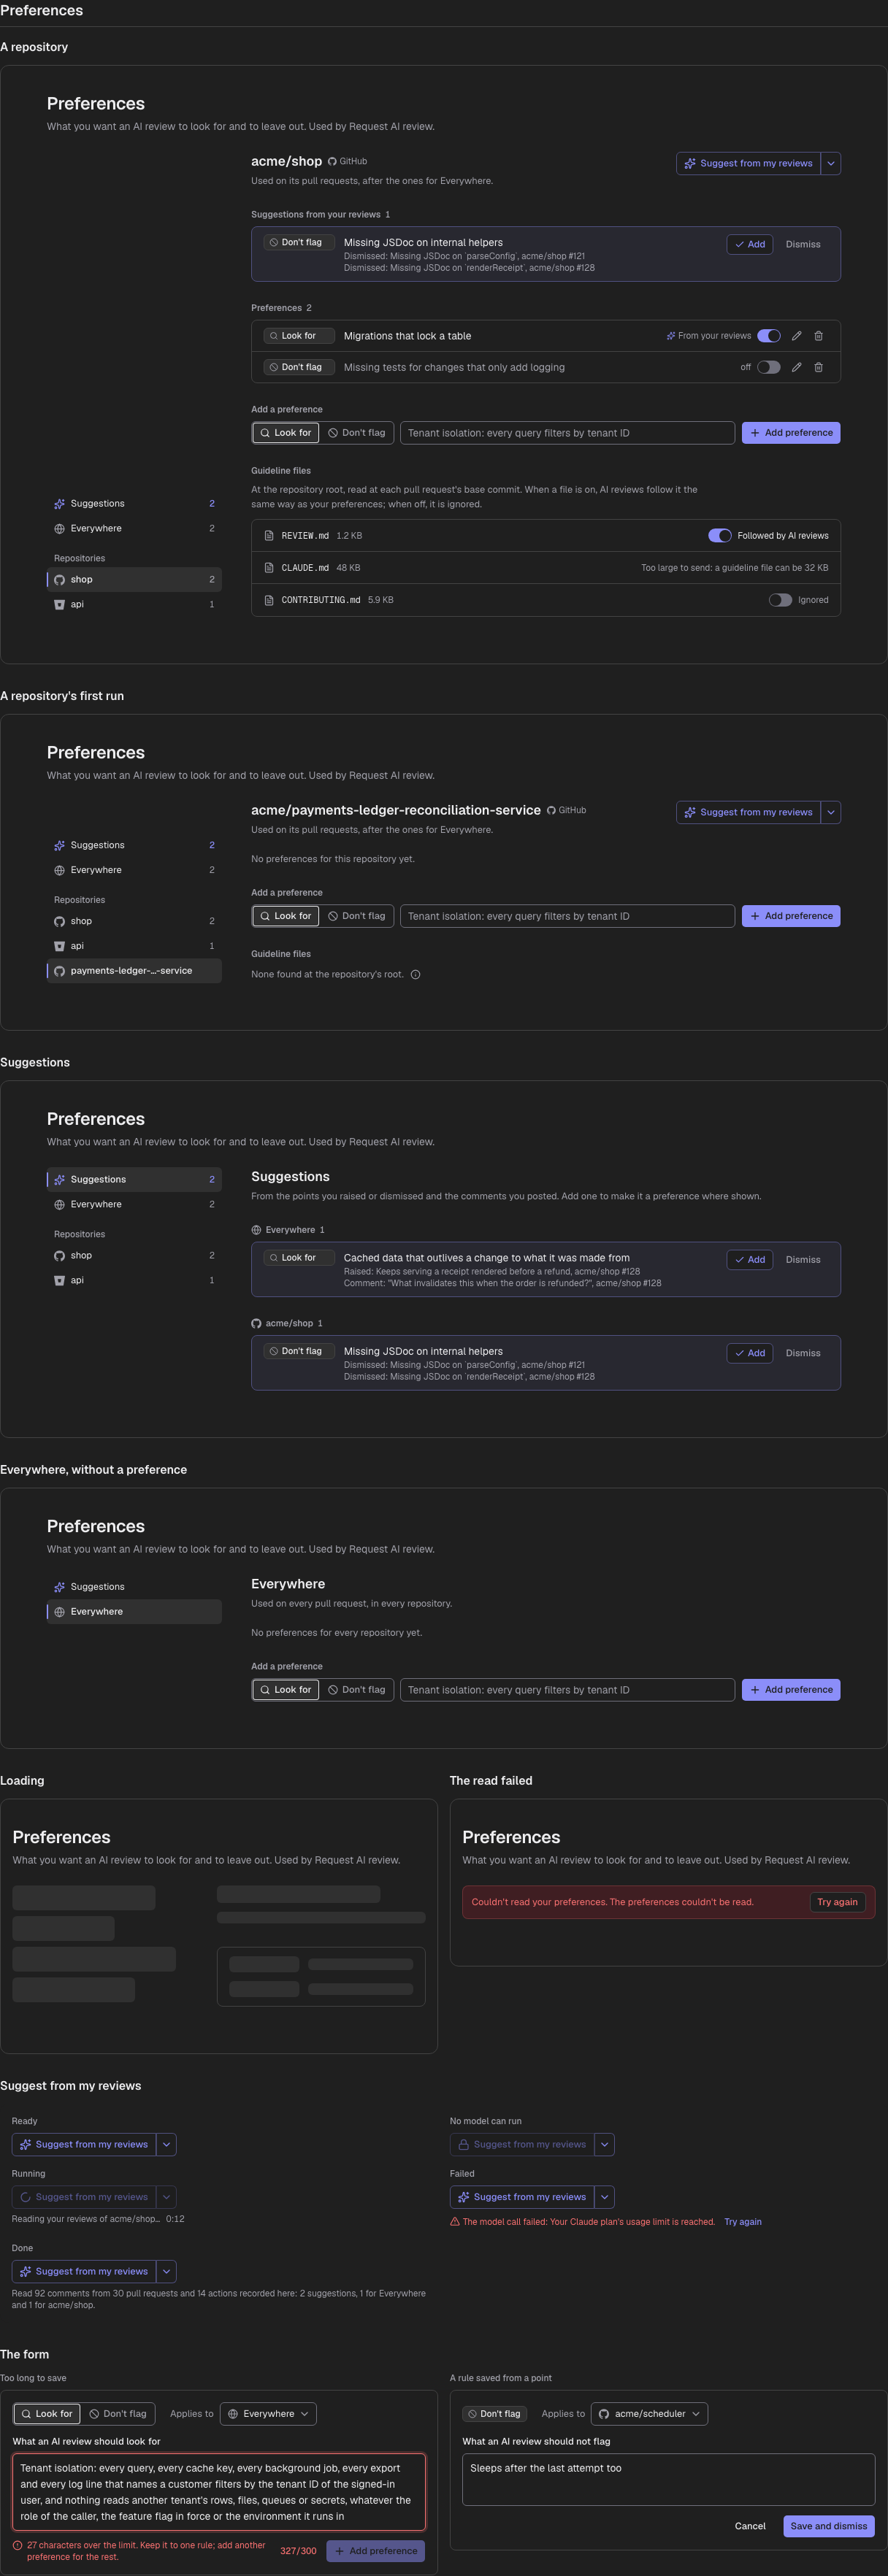 Preferences
A repository
Preferences
What you want an AI review to look for and to leave out. Used by Request AI review.
acme/shop GitHub
Suggest from my reviews
Used on its pull requests, after the ones for Everywhere.
Suggestions from your reviews 1
Don't flag Missing JSDoc on internal helpers Add Dismiss
Dismissed: Missing JSDoc on `parseConfig`, acme/shop #121
Dismissed: Missing JSDoc on `renderReceipt`, acme/shop #128
Preferences 2
Look for Migrations that lock a table From your reviews
Don't flag Missing tests for changes that only add logging off
Add a preference
Look for Don't flag Tenant isolation: every query filters by tenant ID Add preference
Guideline files
At the repository root, read at each pull request's base commit. When a file is on, AI reviews follow it the
same way as your preferences; when off, it is ignored.
REVIEW.md 1.2 KB Followed by AI reviews
CLAUDE.md 48 KB Too large to send: a guideline file can be 32 KB
CONTRIBUTING.md 5.9 KB Ignored
Suggestions 2
Everywhere 2
Repositories
shop 2
api 1
A repository's first run
Preferences
What you want an AI review to look for and to leave out. Used by Request AI review.
acme/payments-ledger-reconciliation-service GitHub
Suggest from my reviews
Used on its pull requests, after the ones for Everywhere.
No preferences for this repository yet.
Add a preference
Look for Don't flag Tenant isolation: every query filters by tenant ID Add preference
Guideline files
None found at the repository's root.
Suggestions 2
Everywhere 2
Repositories
shop 2
api 1
payments-ledger-...-service
Suggestions
Preferences
What you want an AI review to look for and to leave out. Used by Request AI review.
Suggestions 2
Everywhere 2
Repositories
shop 2
api 1
Suggestions
From the points you raised or dismissed and the comments you posted. Add one to make it a preference where shown.
Everywhere 1
Look for Cached data that outlives a change to what it was made from Add Dismiss
Raised: Keeps serving a receipt rendered before a refund, acme/shop #128
Comment: "What invalidates this when the order is refunded?", acme/shop #128
acme/shop 1
Don't flag Missing JSDoc on internal helpers Add Dismiss
Dismissed: Missing JSDoc on `parseConfig`, acme/shop #121
Dismissed: Missing JSDoc on `renderReceipt`, acme/shop #128
Everywhere, without a preference
Preferences
What you want an AI review to look for and to leave out. Used by Request AI review.
Suggestions
Everywhere
Everywhere
Used on every pull request, in every repository.
No preferences for every repository yet.
Add a preference
Look for Don't flag Tenant isolation: every query filters by tenant ID Add preference
Loading
Preferences
What you want an AI review to look for and to leave out. Used by Request AI review.
The read failed
Preferences
What you want an AI review to look for and to leave out. Used by Request AI review.
Couldn't read your preferences. The preferences couldn't be read. Try again
Suggest from my reviews
Ready
Suggest from my reviews
No model can run
Suggest from my reviews
Running
Suggest from my reviews
Reading your reviews of acme/shop... 0:12
Failed
Suggest from my reviews
The model call failed: Your Claude plan's usage limit is reached. Try again
Done
Suggest from my reviews
Read 92 comments from 30 pull requests and 14 actions recorded here: 2 suggestions, 1 for Everywhere
and 1 for acme/shop.
The form
Too long to save
Look for Don't flag Applies to Everywhere
What an AI review should look for
Tenant isolation: every query, every cache key, every background job, every export
and every log line that names a customer filters by the tenant ID of the signed-in
user, and nothing reads another tenant's rows, files, queues or secrets, whatever the
role of the caller, the feature flag in force or the environment it runs in
27 characters over the limit. Keep it to one rule; add another
preference for the rest.
327/300 Add preference
A rule saved from a point
Don't flag Applies to acme/scheduler
What an AI review should not flag
Sleeps after the last attempt too
Cancel Save and dismiss